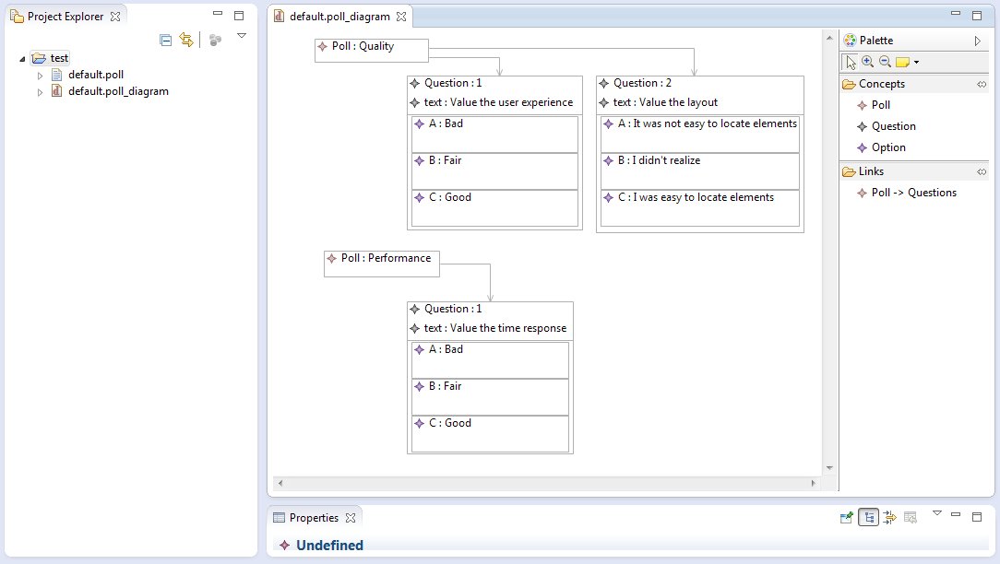 Project Explorer
test
default.poll
default.poll_diagram
default.poll_diagram
Poll : Quality
Question : 1
text : Value the user experience
A : Bad
B : Fair
C : Good
Question : 2
text : Value the layout
A : It was not easy to locate elements
B : I didn't realize
C : I was easy to locate elements
Poll : Performance
Question : 1
text : Value the time response
A : Bad
B : Fair
C : Good
Palette
Concepts
Poll
Question
Option
Links
Poll -> Questions
Properties
Undefined